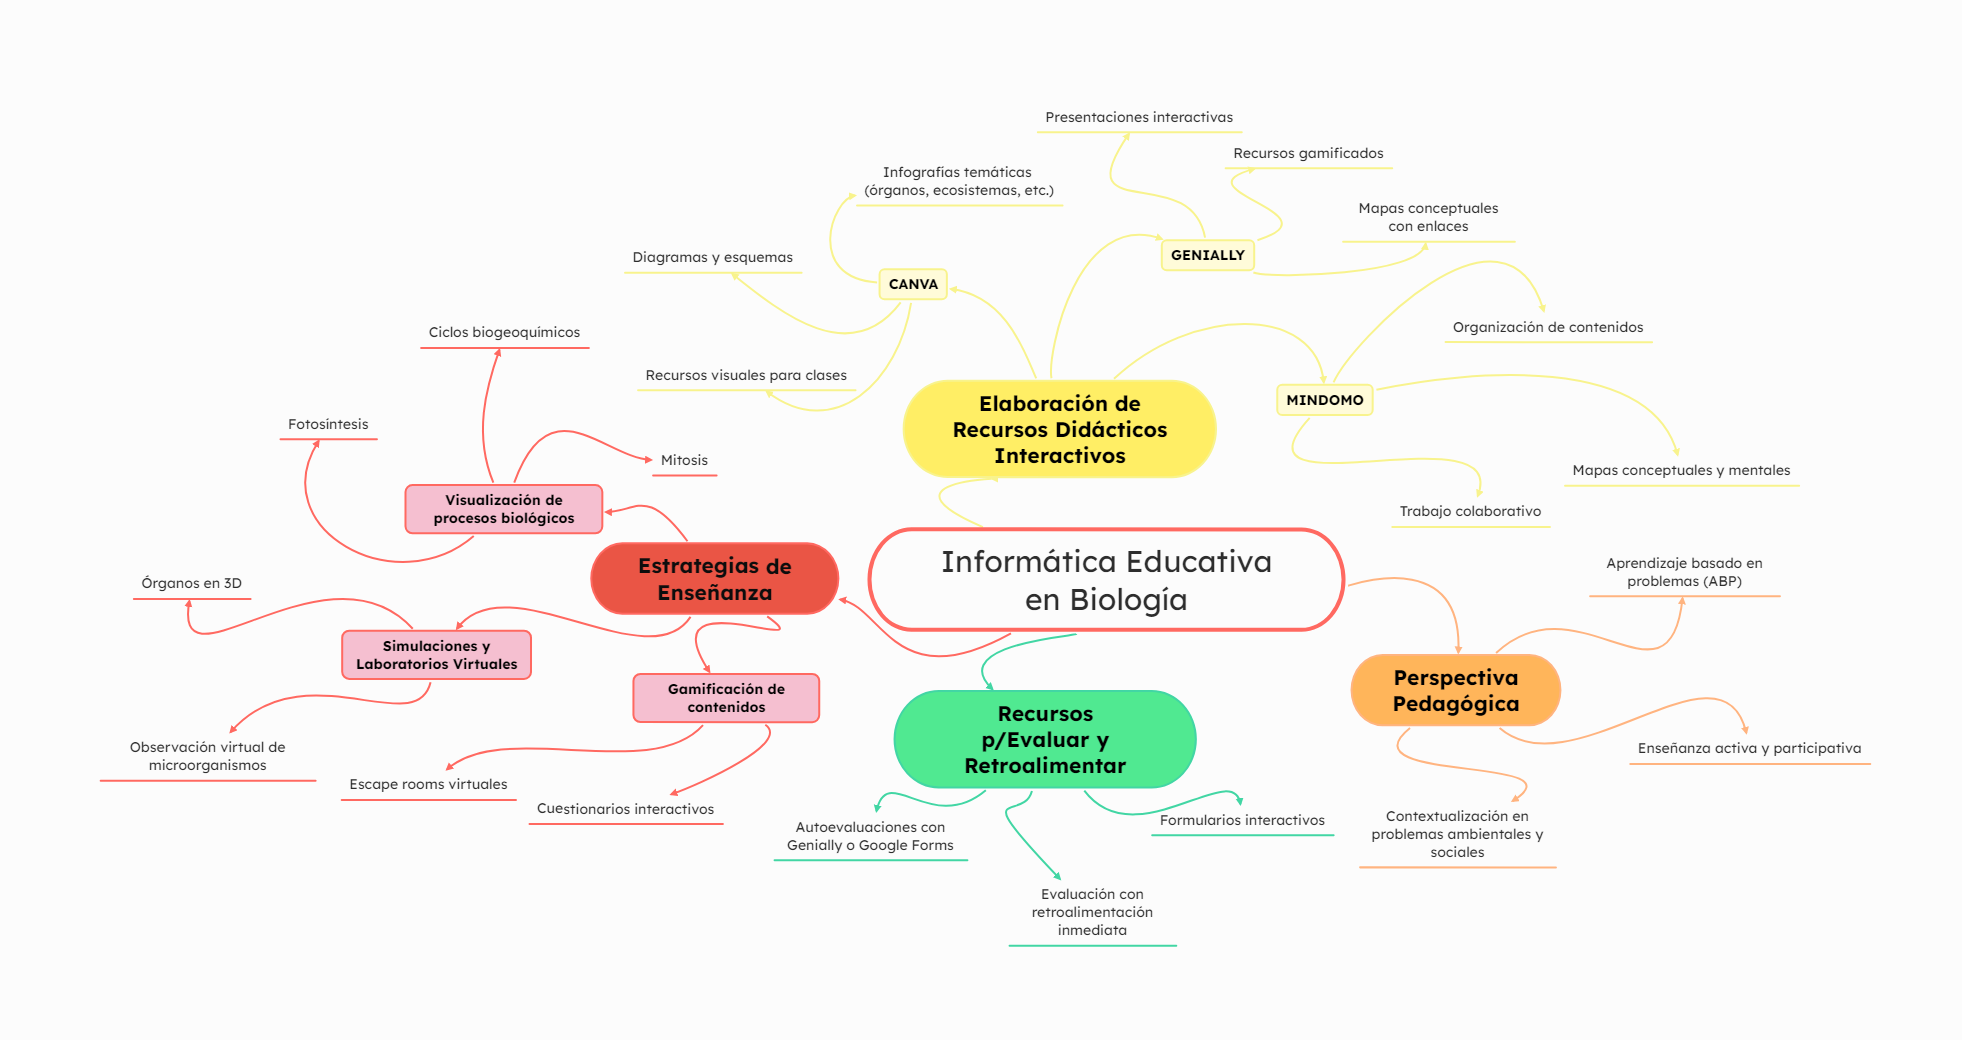 Presentaciones interactivas
Recursos gamificados
Infografías temáticas
(órganos, ecosistemas, etc.)
Mapas conceptuales
con enlaces
GENIALLY
Diagramas y esquemas
CANVA
Organización de contenidos
Ciclos biogeoquímicos
Recursos visuales para clases
MINDOMO
Elaboración de
Recursos Didácticos
Interactivos
Fotosíntesis
Mitosis
Mapas conceptuales y mentales
Visualización de
procesos biológicos
Trabajo colaborativo
Informática Educativa
en Biología
Estrategias de
Enseñanza
Aprendizaje basado en
problemas (ABP)
Órganos en 3D
Simulaciones y
Laboratorios Virtuales
Gamificación de
contenidos
Perspectiva
Pedagógica
Recursos
p/Evaluar y
Retroalimentar
Observación virtual de
microorganismos
Enseñanza activa y participativa
Escape rooms virtuales
Cuestionarios interactivos
Autoevaluaciones con
Genially o Google Forms
Formularios interactivos
Contextualización en
problemas ambientales y
sociales
Evaluación con
retroalimentación
inmediata